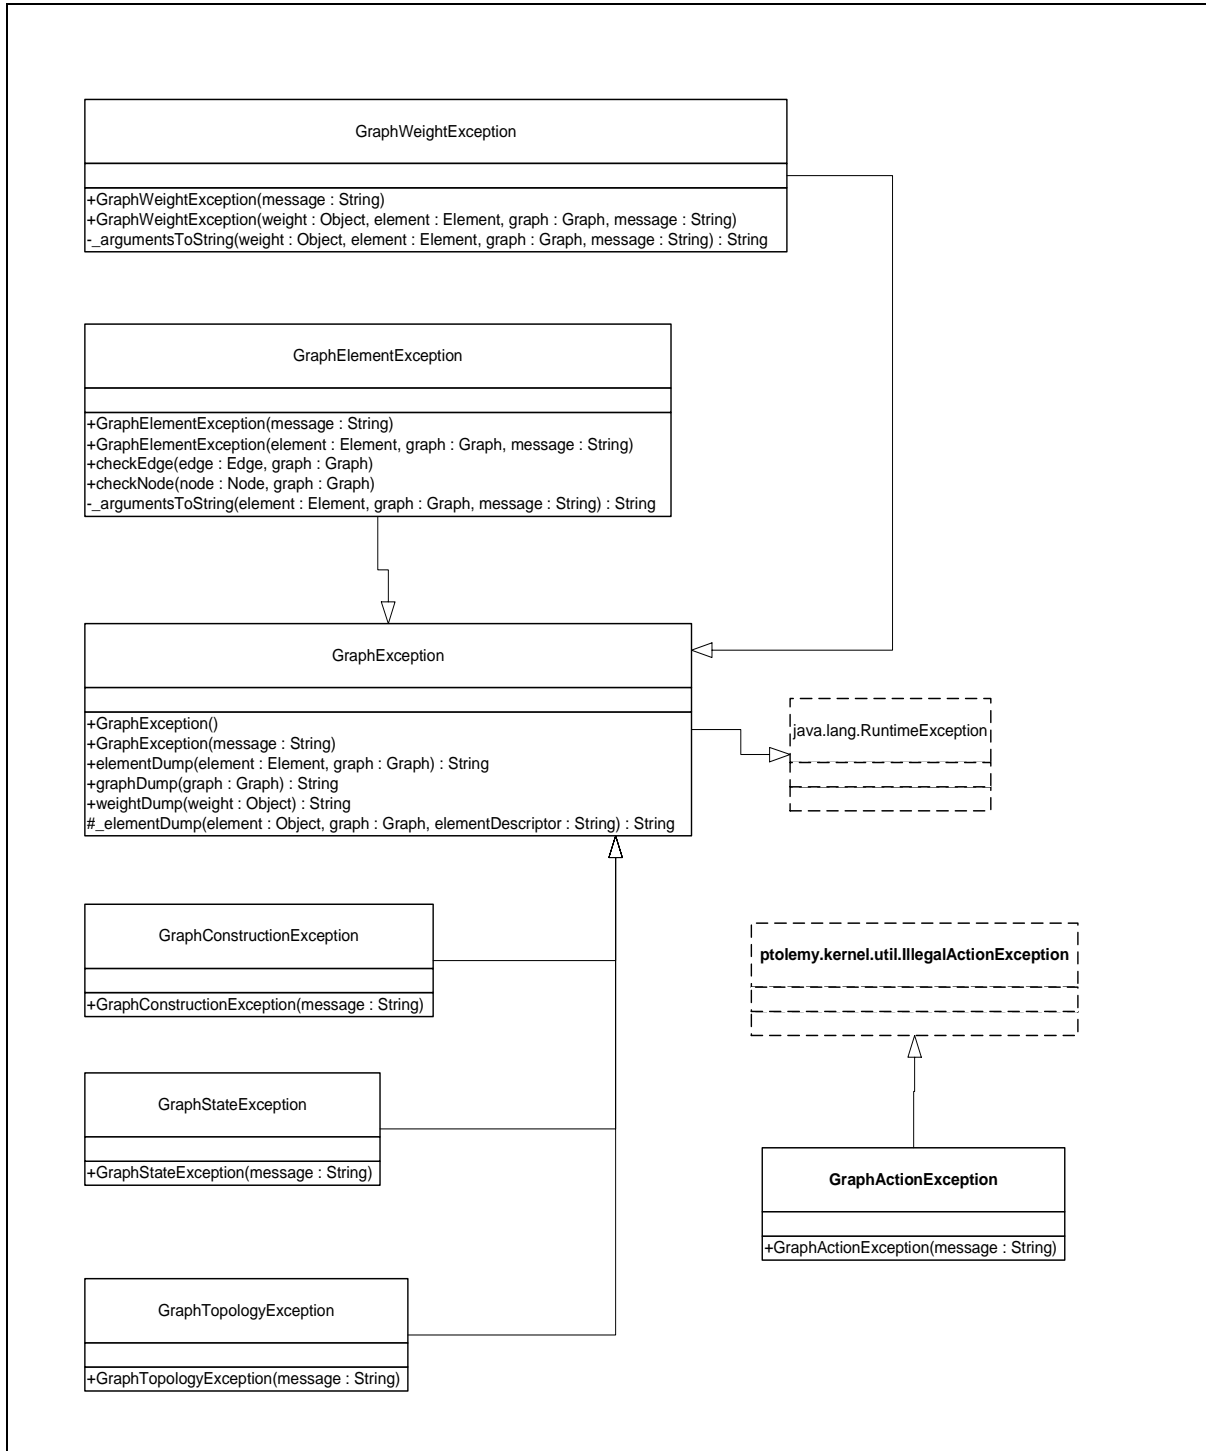 GraphWeightException
+GraphWeightException(message : String)
+GraphWeightException(weight : Object, element : Element, graph : Graph, message : String)
-_argumentsToString(weight : Object, element : Element, graph : Graph, message : String) : String
GraphElementException
+GraphElementException(message : String)
+GraphElementException(element : Element, graph : Graph, message : String)
+checkEdge(edge : Edge, graph : Graph)
+checkNode(node : Node, graph : Graph)
-_argumentsToString(element : Element, graph : Graph, message : String) : String
GraphException
+GraphException()
+GraphException(message : String)
+elementDump(element : Element, graph : Graph) : String
+graphDump(graph : Graph) : String
+weightDump(weight : Object) : String
#_elementDump(element : Object, graph : Graph, elementDescriptor : String) : String
java.lang.RuntimeException
GraphConstructionException
+GraphConstructionException(message : String)
ptolemy.kernel.util.IllegalActionException
GraphStateException
+GraphStateException(message : String)
GraphActionException
+GraphActionException(message : String)
GraphTopologyException
+GraphTopologyException(message : String)